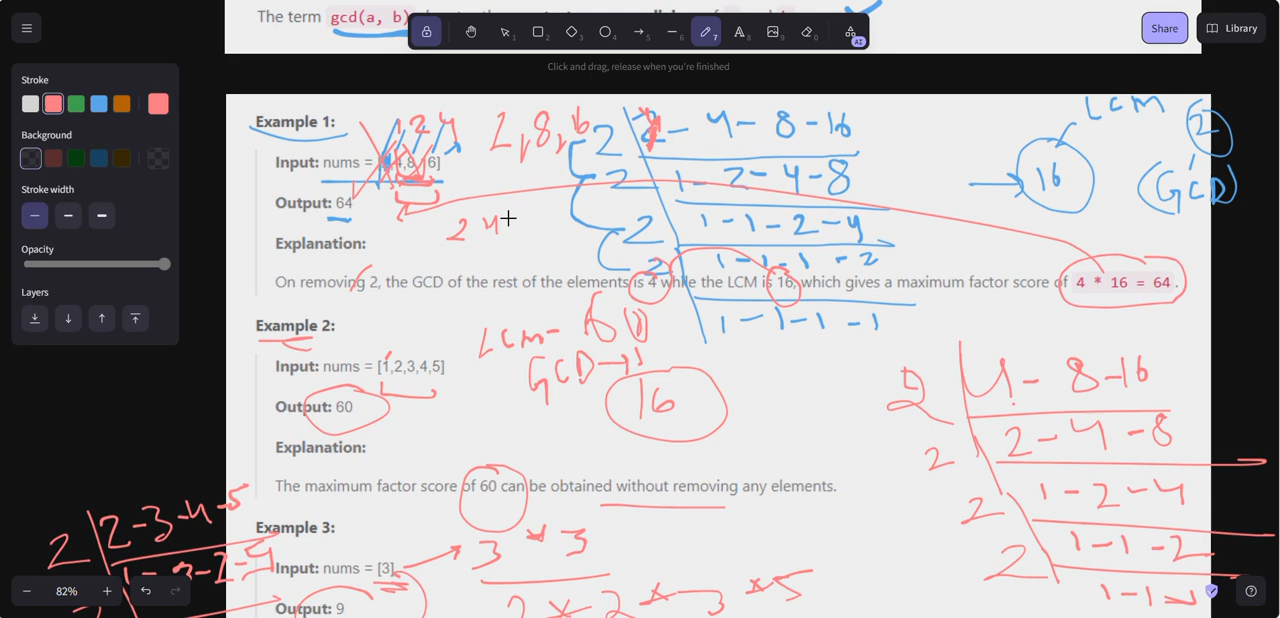 The term gcd(a, b)
Share
Library
Click and drag, release when you're finished
Stroke
Background
Stroke width
Opacity
Layers
82%
Example 1:
Input: nums =
Output: 64
Explanation:
On removing 2, the GCD of the rest of the elements is 4 while the LCM is 16, which gives a maximum factor score of 4 * 16 = 64.
Example 2:
Input: nums = [1,2,3,4,5]
Output: 60
Explanation:
The maximum factor score of 60 can be obtained without removing any elements.
Example 3:
Input: nums = [3]
Output: 9
1 2 4
2, 8, 16
2 - 4 - 8 - 16
2
2
1 - 2 - 4 - 8
2
1 - 1 - 2 - 4
2
1 - 1 - 1 - 2
1 - 1 - 1 - 1
LCM
16
2
(GCD)
2 4
LCM -
GCD → 1
16
4 - 8 - 16
2
2 - 4 - 8
2
1 - 2 - 4
2
1 - 1 - 2
2
1 - 1 - 1
2
2 - 3 - 4 - 5
3 * 3
2 * 2 * 3 * 5